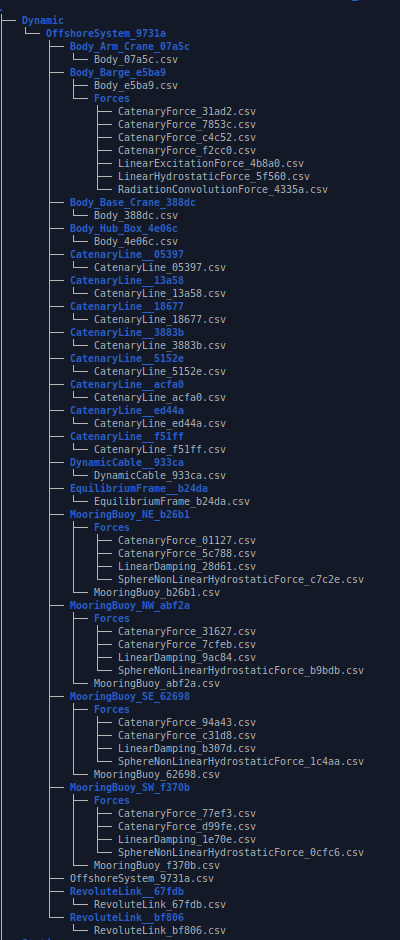 Dynamic
OffshoreSystem_9731a
Body_Arm_Crane_07a5c
Body_07a5c.csv
Body_Barge_e5ba9
Body_e5ba9.csv
Forces
CatenaryForce_31ad2.csv
CatenaryForce_7853c.csv
CatenaryForce_c4c52.csv
CatenaryForce_f2cc0.csv
LinearExcitationForce_4b8a0.csv
LinearHydrostaticForce_5f560.csv
RadiationConvolutionForce_4335a.csv
Body_Base_Crane_388dc
Body_388dc.csv
Body_Hub_Box_4e06c
Body_4e06c.csv
CatenaryLine__05397
CatenaryLine_05397.csv
CatenaryLine__13a58
CatenaryLine_13a58.csv
CatenaryLine__18677
CatenaryLine_18677.csv
CatenaryLine__3883b
CatenaryLine_3883b.csv
CatenaryLine__5152e
CatenaryLine_5152e.csv
CatenaryLine__acfa0
CatenaryLine_acfa0.csv
CatenaryLine__ed44a
CatenaryLine_ed44a.csv
CatenaryLine__f51ff
CatenaryLine_f51ff.csv
DynamicCable__933ca
DynamicCable_933ca.csv
EquilibriumFrame__b24da
EquilibriumFrame_b24da.csv
MooringBuoy_NE_b26b1
Forces
CatenaryForce_01127.csv
CatenaryForce_5c788.csv
LinearDamping_28d61.csv
SphereNonLinearHydrostaticForce_c7c2e.csv
MooringBuoy_b26b1.csv
MooringBuoy_NW_abf2a
Forces
CatenaryForce_31627.csv
CatenaryForce_7cfeb.csv
LinearDamping_9ac84.csv
SphereNonLinearHydrostaticForce_b9bdb.csv
MooringBuoy_abf2a.csv
MooringBuoy_SE_62698
Forces
CatenaryForce_94a43.csv
CatenaryForce_c31d8.csv
LinearDamping_b307d.csv
SphereNonLinearHydrostaticForce_1c4aa.csv
MooringBuoy_62698.csv
MooringBuoy_SW_f370b
Forces
CatenaryForce_77ef3.csv
CatenaryForce_d99fe.csv
LinearDamping_1e70e.csv
SphereNonLinearHydrostaticForce_0cfc6.csv
MooringBuoy_f370b.csv
OffshoreSystem_9731a.csv
RevoluteLink__67fdb
RevoluteLink_67fdb.csv
RevoluteLink__bf806
RevoluteLink_bf806.csv